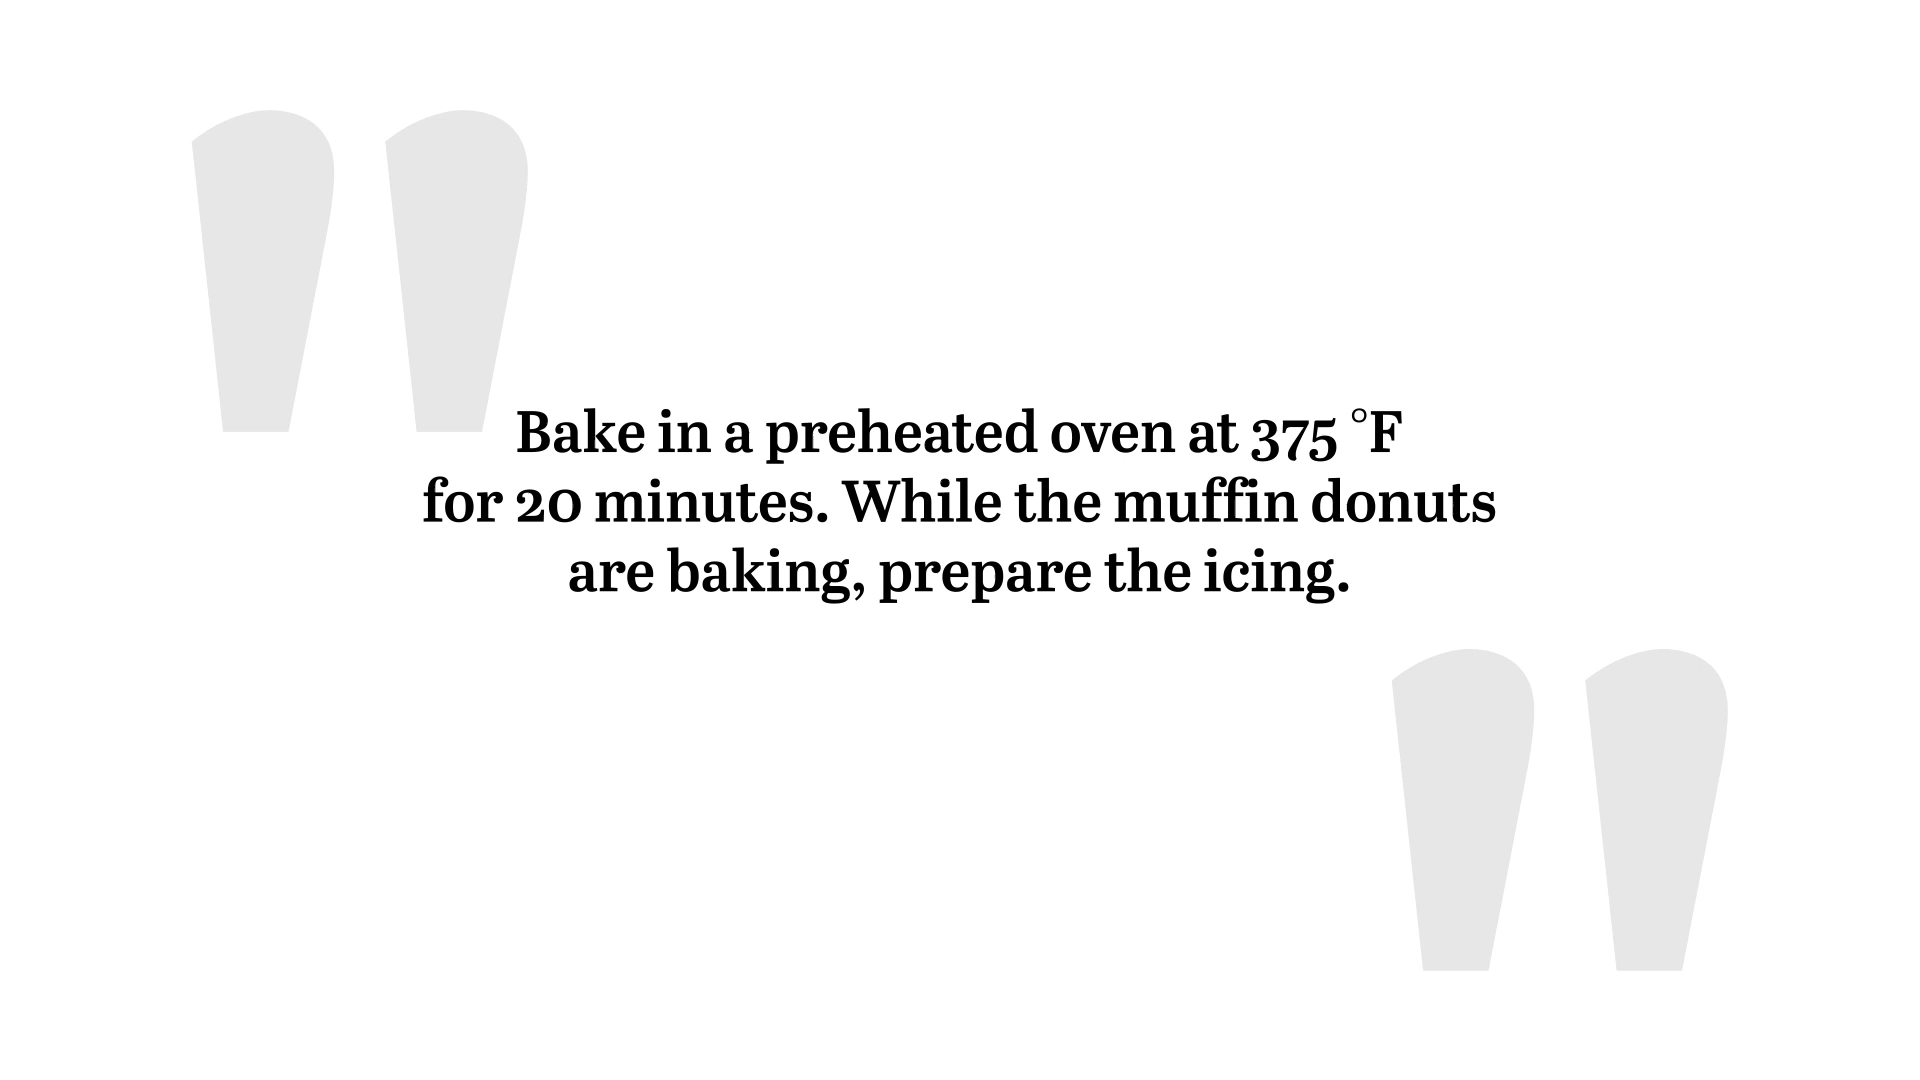 Bake in a preheated oven at 375 °F
for 20 minutes. While the muffin donuts
are baking, prepare the icing.